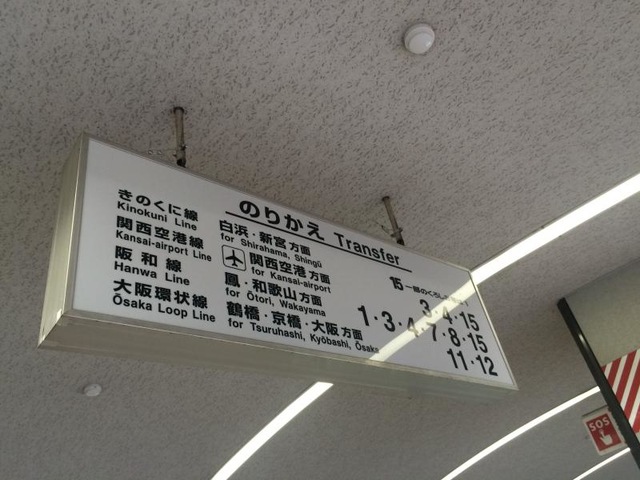 のりかえ Transfer
きのくに線 白浜・新宮方面 15
Kinokuni Line for Shirahama, Shingū
関西空港線 関西空港方面 3・4・15
Kansai-airport Line for Kansai-airport
阪和線 鳳・和歌山方面 1・3・4・7・8・15
Hanwa Line for Ōtori, Wakayama
大阪環状線 鶴橋・京橋・大阪方面 11・12
Osaka Loop Line for Tsuruhashi, Kyōbashi, Ōsaka
SOS